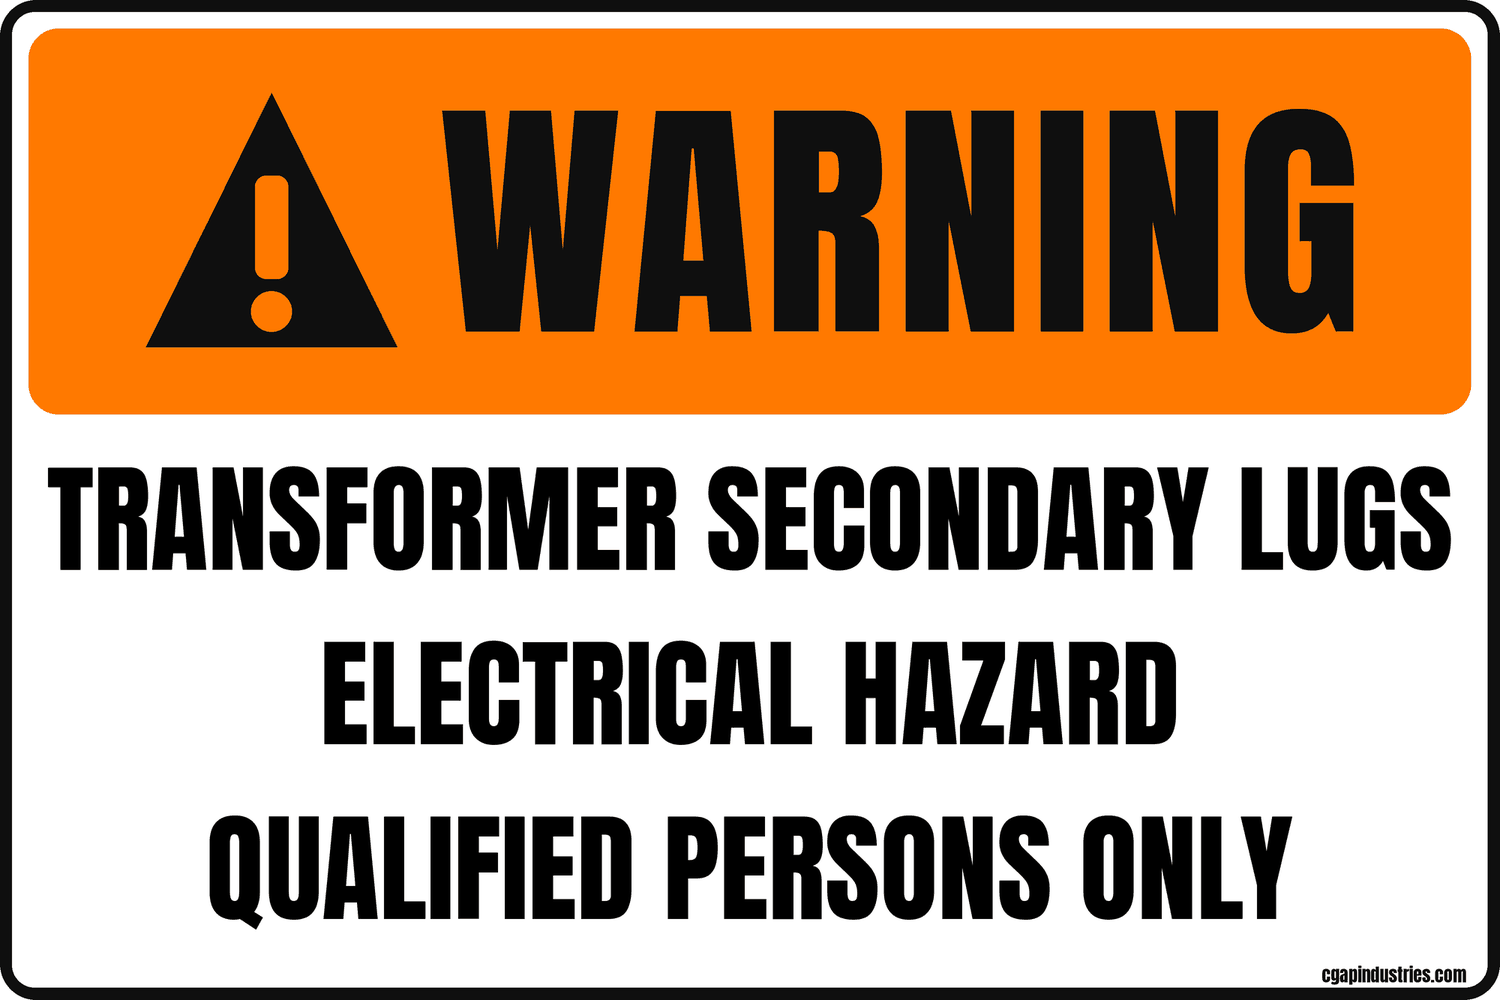 WARNING
TRANSFORMER SECONDARY LUGS
ELECTRICAL HAZARD
QUALIFIED PERSONS ONLY
cgapindustries.com